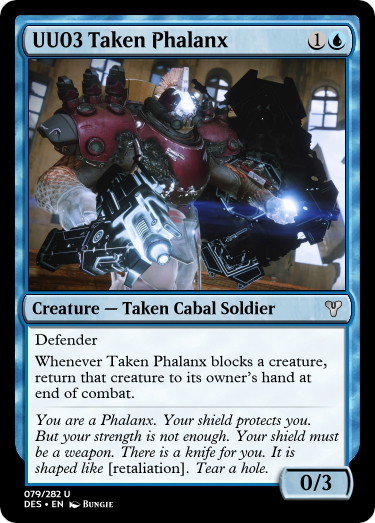 UU03 Taken Phalanx 1
Creature — Taken Cabal Soldier
Defender
Whenever Taken Phalanx blocks a creature,
return that creature to its owner's hand at
end of combat.
You are a Phalanx. Your shield protects you.
But your strength is not enough. Your shield must
be a weapon. There is a knife for you. It is
shaped like [retaliation]. Tear a hole.
0/3
079/282 U
DES • EN Bungie